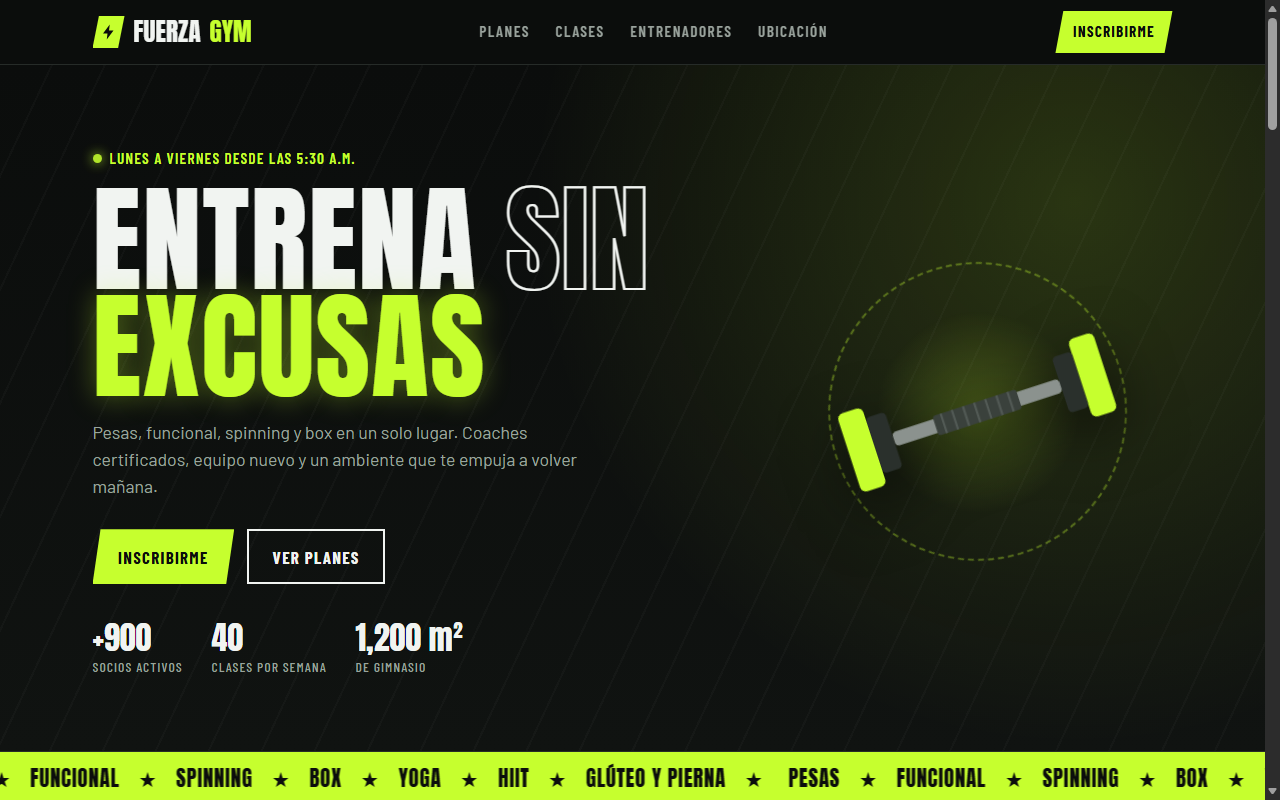 FUERZA GYM
PLANES
CLASES
ENTRENADORES
UBICACIÓN
INSCRIBIRME
LUNES A VIERNES DESDE LAS 5:30 A.M.
ENTRENA SIN
EXCUSAS
Pesas, funcional, spinning y box en un solo lugar. Coaches
certificados, equipo nuevo y un ambiente que te empuja a volver
mañana.
INSCRIBIRME
VER PLANES
+900
SOCIOS ACTIVOS
40
CLASES POR SEMANA
1,200 m²
DE GIMNASIO
★ FUNCIONAL ★ SPINNING ★ BOX ★ YOGA ★ HIIT ★ GLÚTEO Y PIERNA ★ PESAS ★ FUNCIONAL ★ SPINNING ★ BOX ★